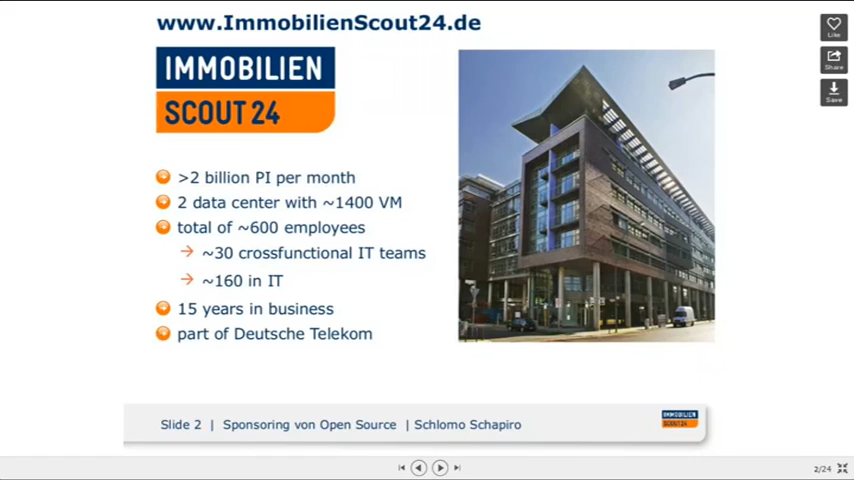 www.ImmobilienScout24.de
IMMOBILIEN
SCOUT 24
>2 billion PI per month
2 data center with ~1400 VM
total of ~600 employees
~30 crossfunctional IT teams
~160 in IT
15 years in business
part of Deutsche Telekom
Slide 2 | Sponsoring von Open Source | Schlomo Schapiro
IMMOBILIEN
SCOUT24
Like
Share
Save
2/24